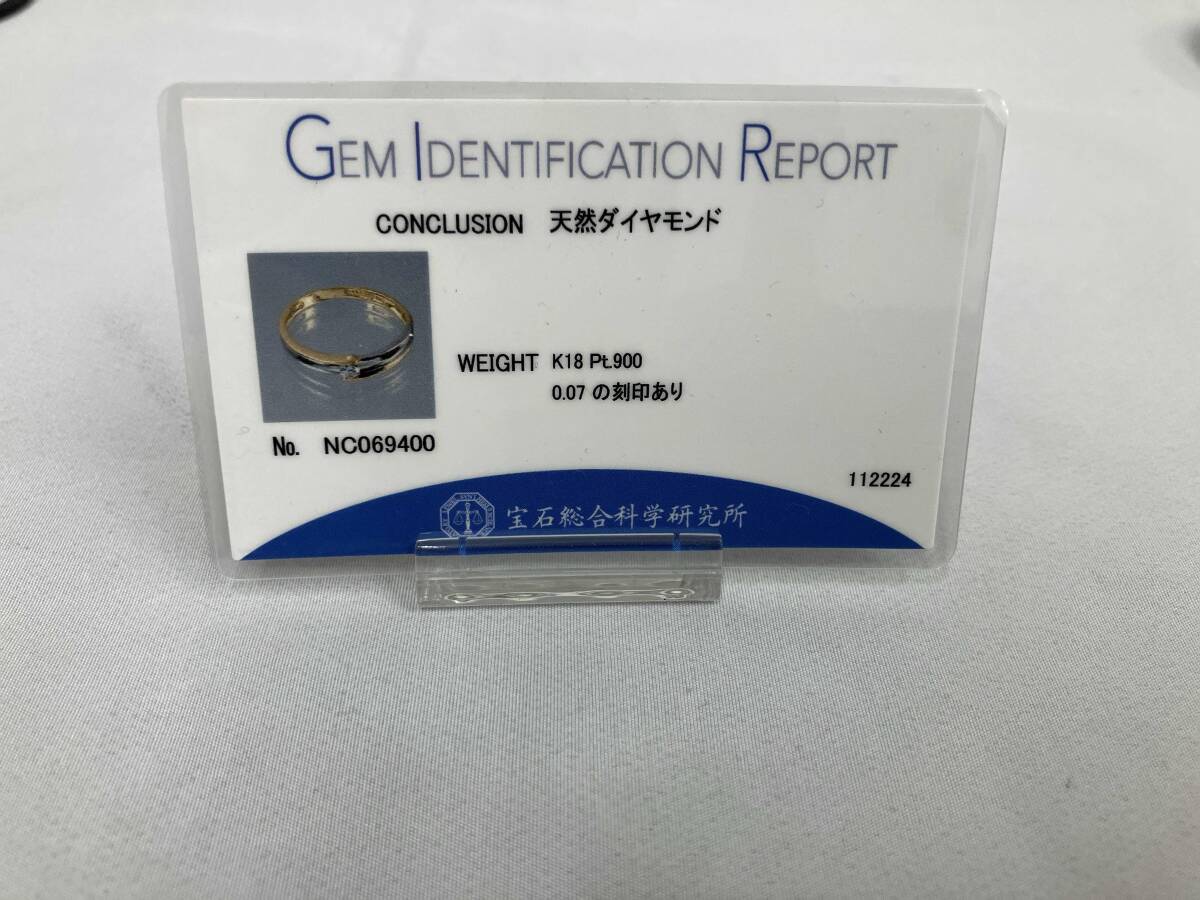 GEM IDENTIFICATION REPORT
CONCLUSION 天然ダイヤモンド
WEIGHT K18 Pt.900
0.07 の刻印あり
No. NC069400
112224
宝石総合科学研究所